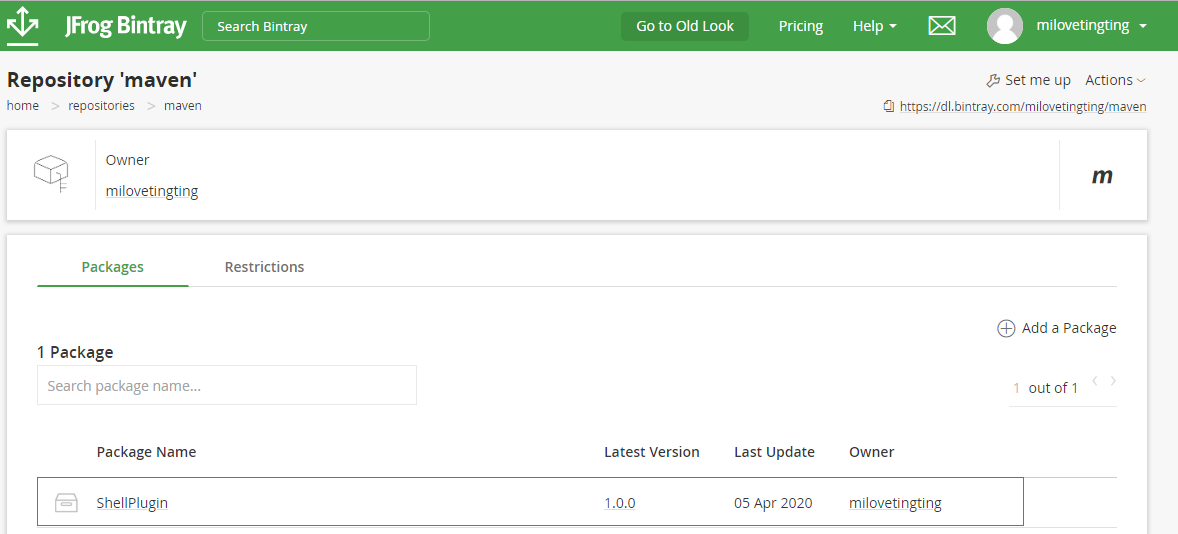 JFrog Bintray Search Bintray Go to Old Look Pricing Help milovetingting
Repository 'maven' Set me up Actions
home > repositories > maven https://dl.bintray.com/milovetingting/maven
Owner
milovetingting
m
Packages Restrictions
Add a Package
1 Package
Search package name...
1 out of 1 < >
Package Name Latest Version Last Update Owner
ShellPlugin 1.0.0 05 Apr 2020 milovetingting